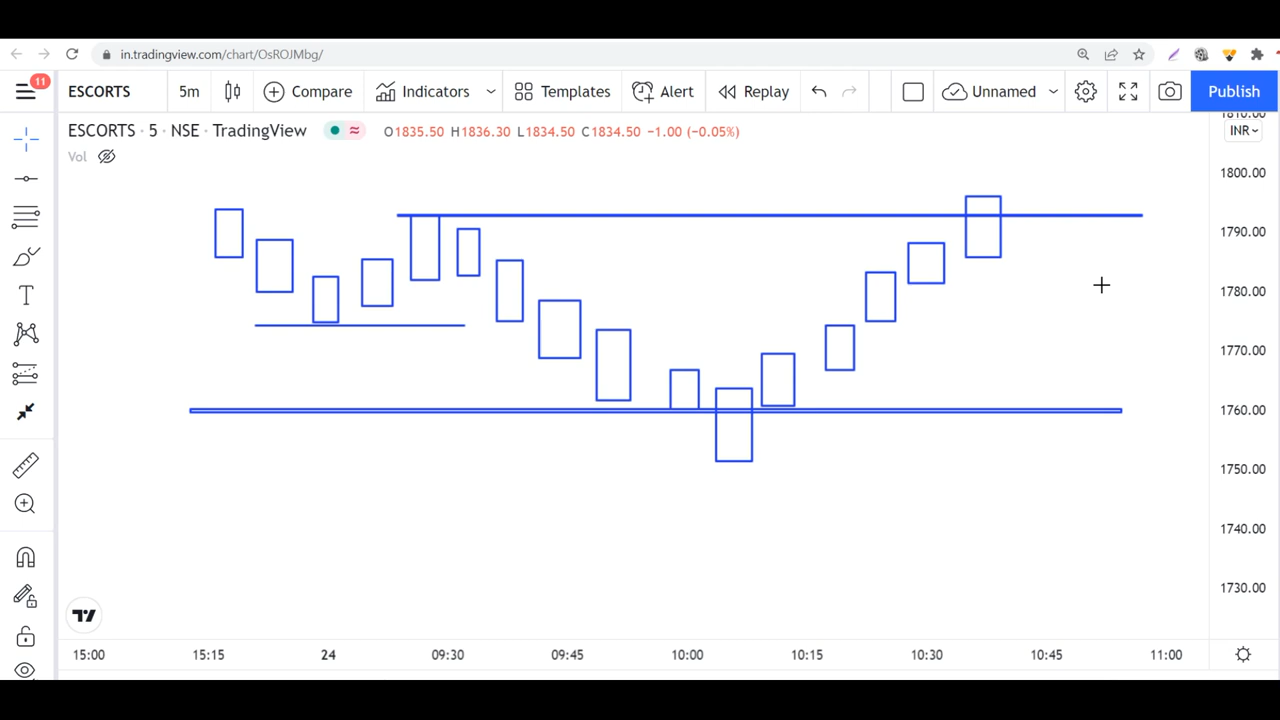 in.tradingview.com/chart/OsROJMbg/
11
ESCORTS 5m Compare Indicators Templates Alert Replay Unnamed Publish
ESCORTS · 5 · NSE · TradingView O1835.50 H1836.30 L1834.50 C1834.50 −1.00 (−0.05%)
Vol
1810.00
INR
1800.00
1790.00
1780.00
1770.00
1760.00
1750.00
1740.00
1730.00
15:00 15:15 24 09:30 09:45 10:00 10:15 10:30 10:45 11:00